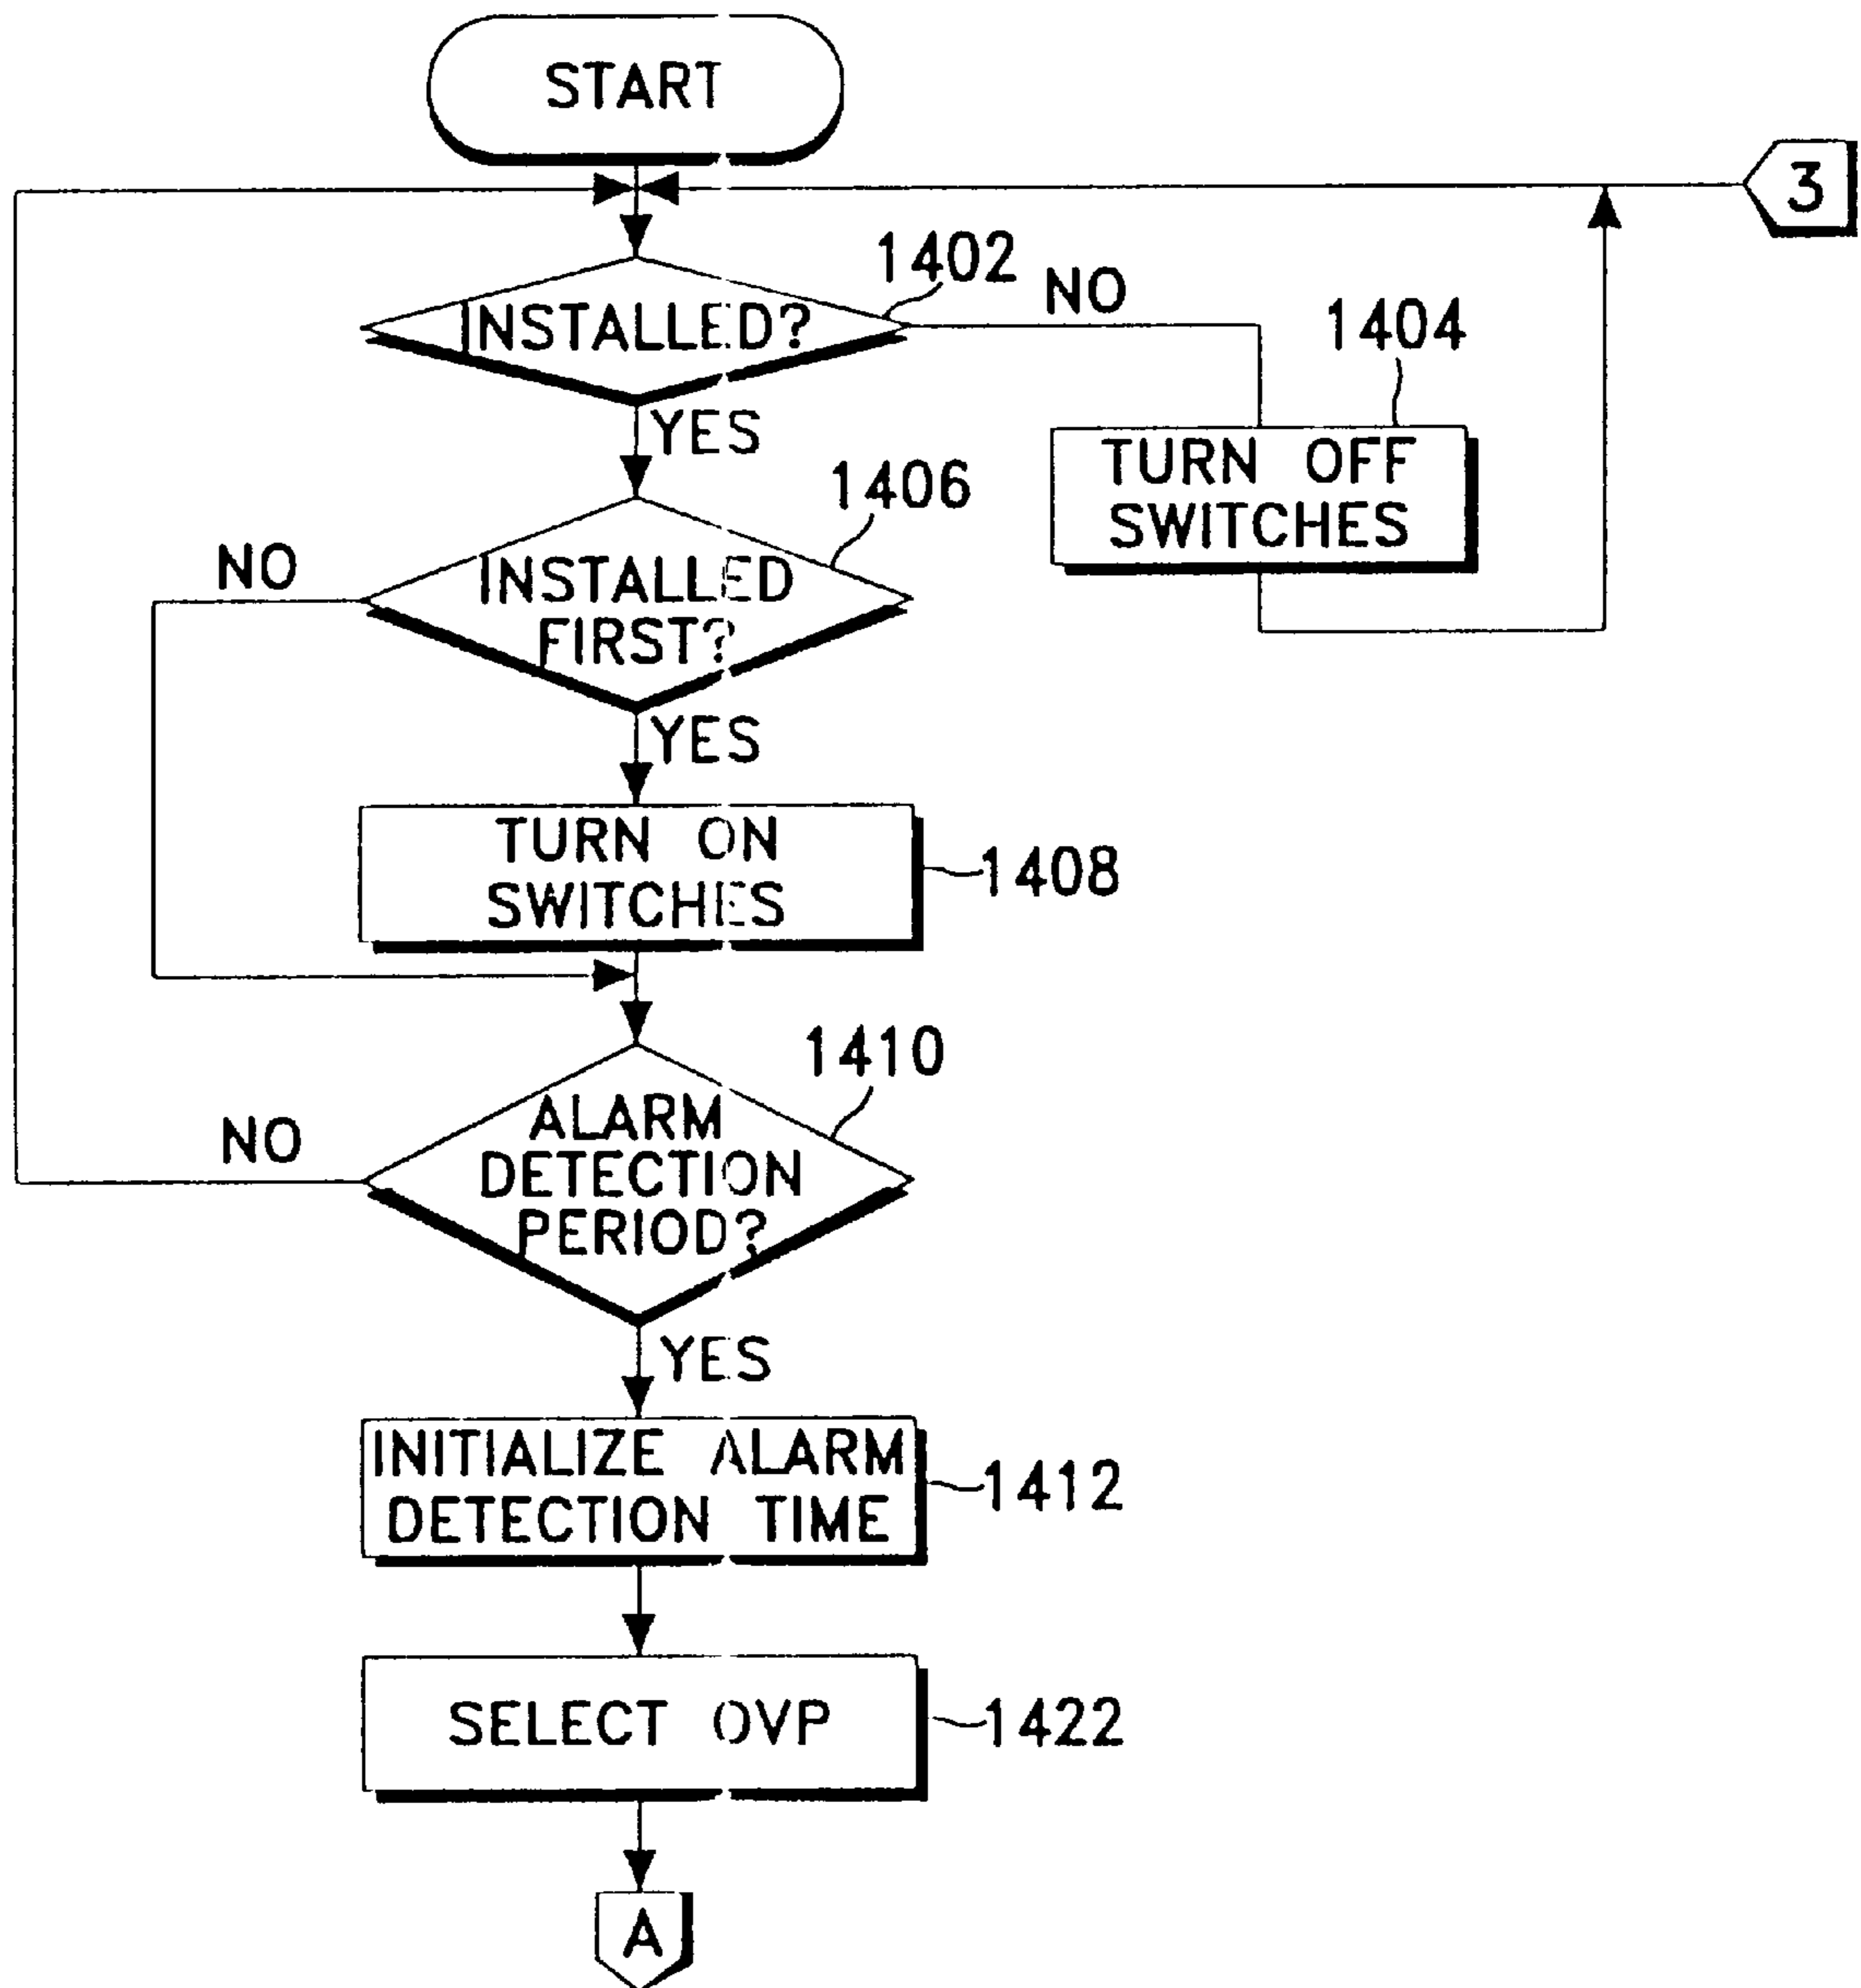 START
3
1402
INSTALLED?
NO
1404
YES
TURN OFF
SWITCHES
1406
NO
INSTALLED
FIRST?
YES
TURN ON
SWITCHES
1408
1410
NO
ALARM
DETECTION
PERIOD?
YES
INITIALIZE ALARM
DETECTION TIME
1412
SELECT OVP
1422
A